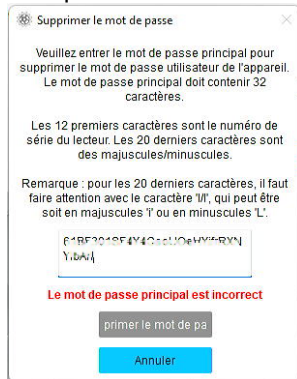 Supprimer le mot de passe
Veuillez entrer le mot de passe principal pour
supprimer le mot de passe utilisateur de l'appareil.
Le mot de passe principal doit contenir 32
caractères.
Les 12 premiers caractères sont le numéro de
série du lecteur. Les 20 derniers caractères sont
des majuscules/minuscules.
Remarque : pour les 20 derniers caractères, il faut
faire attention avec le caractère 'I/l', qui peut être
soit en majuscules 'i' ou en minuscules 'L'.
Le mot de passe principal est incorrect
primer le mot de pa
Annuler